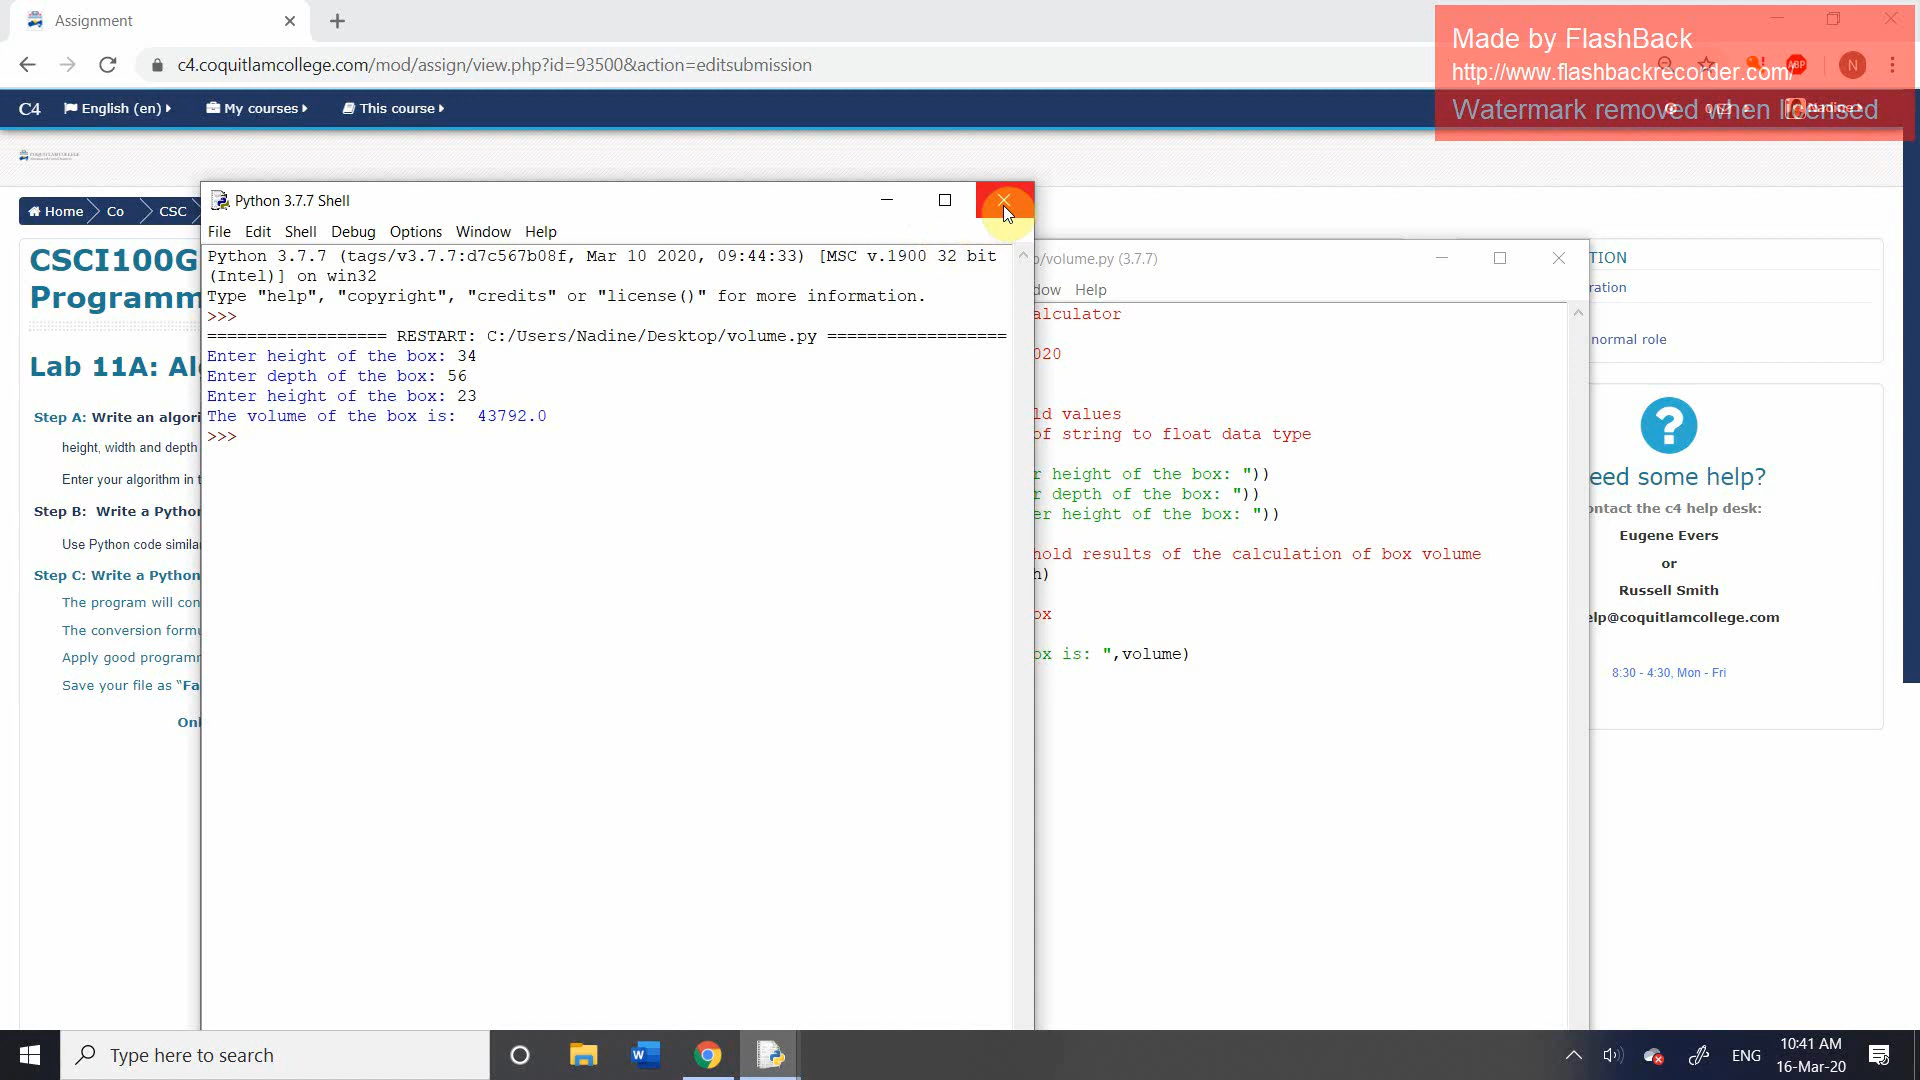 Assignment
Made by FlashBack
http://www.flashbackrecorder.com/
Watermark removed when licensed
c4.coquitlamcollege.com/mod/assign/view.php?id=93500&action=editsubmission
ABP
N
C4
English (en)
My courses
This course
Nadine
Home
Co
CSC
CSCI100G
Programm
Lab 11A: Al
Step A: Write an algori
height, width and depth
Enter your algorithm in t
Step B: Write a Python
Use Python code simila
Step C: Write a Python
The program will con
The conversion formu
Apply good programm
Save your file as “Fa
Onl
Python 3.7.7 Shell
File Edit Shell Debug Options Window Help
Python 3.7.7 (tags/v3.7.7:d7c567b08f, Mar 10 2020, 09:44:33) [MSC v.1900 32 bit
(Intel)] on win32
Type "help", "copyright", "credits" or "license()" for more information.
>>>
================== RESTART: C:/Users/Nadine/Desktop/volume.py ==================
Enter height of the box: 34
Enter depth of the box: 56
Enter height of the box: 23
The volume of the box is:  43792.0
>>>
o/volume.py (3.7.7)
dow Help
alculator
020
ld values
of string to float data type
r height of the box: "))
r depth of the box: "))
er height of the box: "))
hold results of the calculation of box volume
h)
ox
ox is: ",volume)
TION
ration
normal role
?
eed some help?
ontact the c4 help desk:
Eugene Evers
or
Russell Smith
elp@coquitlamcollege.com
8:30 - 4:30, Mon - Fri
Type here to search
ENG
10:41 AM
16-Mar-20